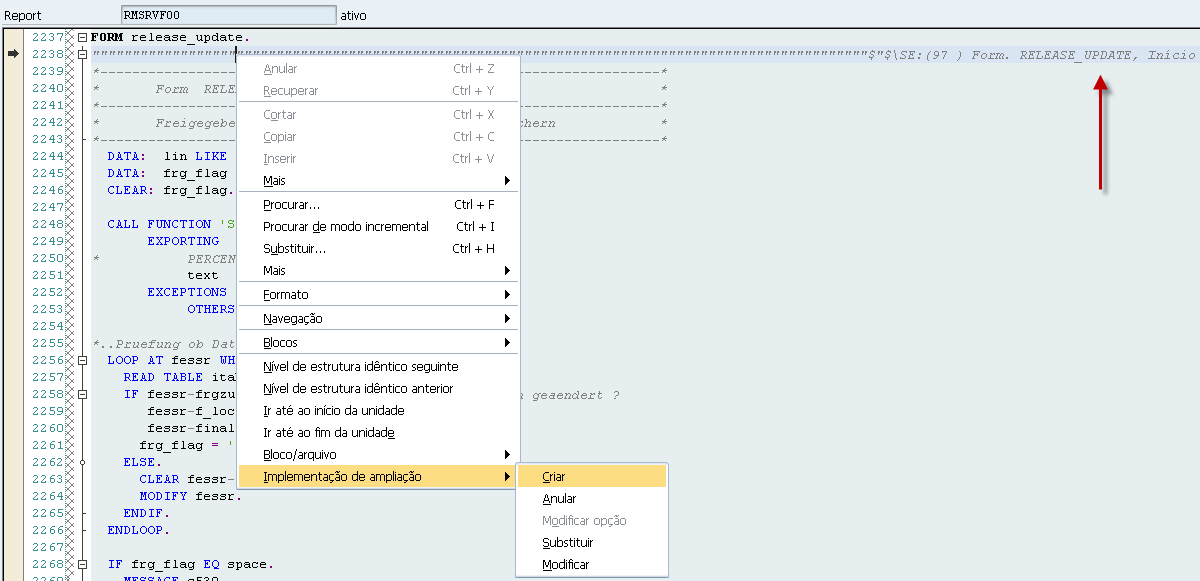 Report RMSRVF00 ativo
2237 FORM release_update.
2238 """"""""""""""""""""""""""""""""""""""""""""""""""""""""""""""""""""""""""""""""""""""""""""""""$"$\SE:(97 ) Form. RELEASE_UPDATE, Início
2239 *----------------------------------------------------------------------*
2240 * Form RELE *
2241 *----------------------------------------------------------------------*
2242 * Freigegebe chern *
2243 *----------------------------------------------------------------------*
2244 DATA: lin LIKE
2245 DATA: frg_flag
2246 CLEAR: frg_flag.
2247
2248 CALL FUNCTION 'S
2249 EXPORTING
2250 * PERCEN
2251 text
2252 EXCEPTIONS
2253 OTHERS
2254
2255 *..Pruefung ob Dat
2256 LOOP AT fessr WH
2257 READ TABLE ita
2258 IF fessr-frgzu geaendert ?
2259 fessr-f_loc
2260 fessr-final
2261 frg_flag = '
2262 ELSE.
2263 CLEAR fessr-
2264 MODIFY fessr.
2265 ENDIF.
2266 ENDLOOP.
2267
2268 IF frg_flag EQ space.
Anular Ctrl + Z
Recuperar Ctrl + Y
Cortar Ctrl + X
Copiar Ctrl + C
Inserir Ctrl + V
Mais
Procurar... Ctrl + F
Procurar de modo incremental Ctrl + I
Substituir... Ctrl + H
Mais
Formato
Navegação
Blocos
Nível de estrutura idêntico seguinte
Nível de estrutura idêntico anterior
Ir até ao início da unidade
Ir até ao fim da unidade
Bloco/arquivo
Implementação de ampliação
Criar
Anular
Modificar opção
Substituir
Modificar